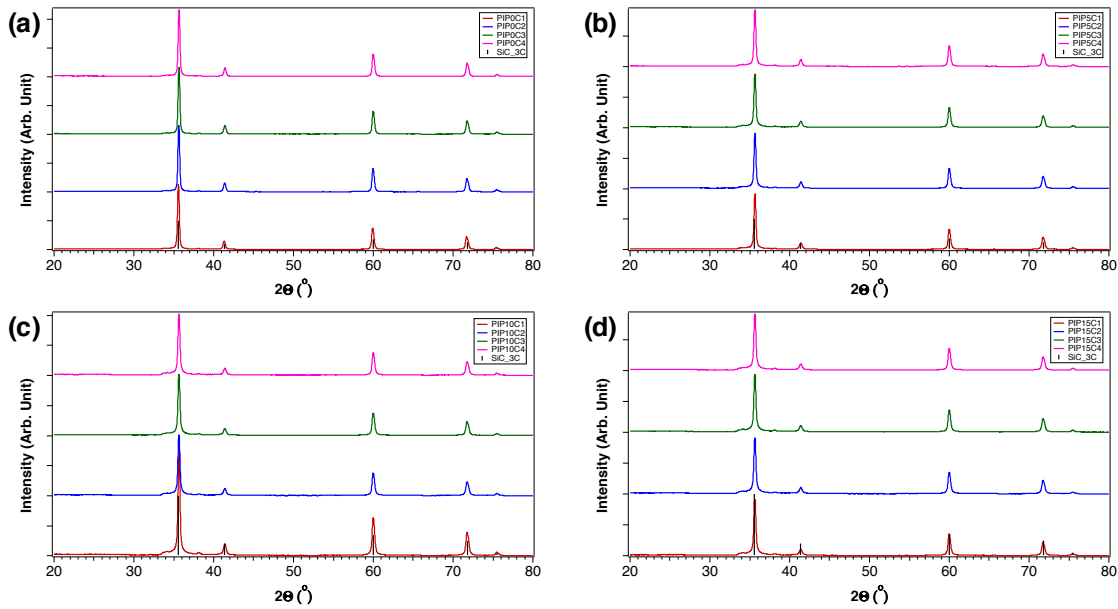 (a)
PIP0C1
PIP0C2
PIP0C3
PIP0C4
SiC_3C
Intensity (Arb. Unit)
20 30 40 50 60 70 80
2Θ (°)
(b)
PIP5C1
PIP5C2
PIP5C3
PIP5C4
SiC_3C
Intensity (Arb. Unit)
20 30 40 50 60 70 80
2Θ (°)
(c)
PIP10C1
PIP10C2
PIP10C3
PIP10C4
SiC_3C
Intensity (Arb. Unit)
20 30 40 50 60 70 80
2Θ (°)
(d)
PIP15C1
PIP15C2
PIP15C3
PIP15C4
SiC_3C
Intensity (Arb. Unit)
20 30 40 50 60 70 80
2Θ (°)